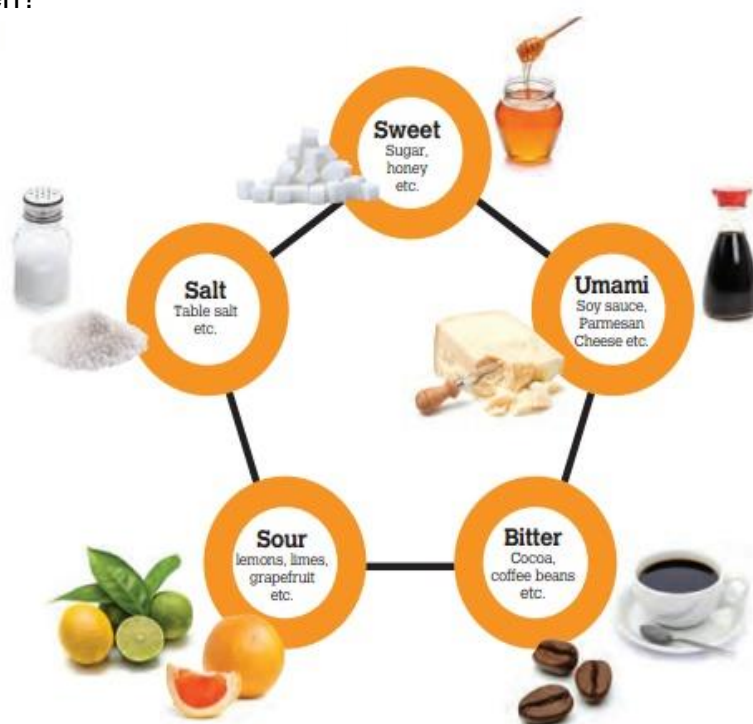 Sweet
Sugar,
honey
etc.
Salt
Table salt
etc.
Umami
Soy sauce,
Parmesan
Cheese etc.
Sour
lemons, limes,
grapefruit
etc.
Bitter
Cocoa,
coffee beans
etc.